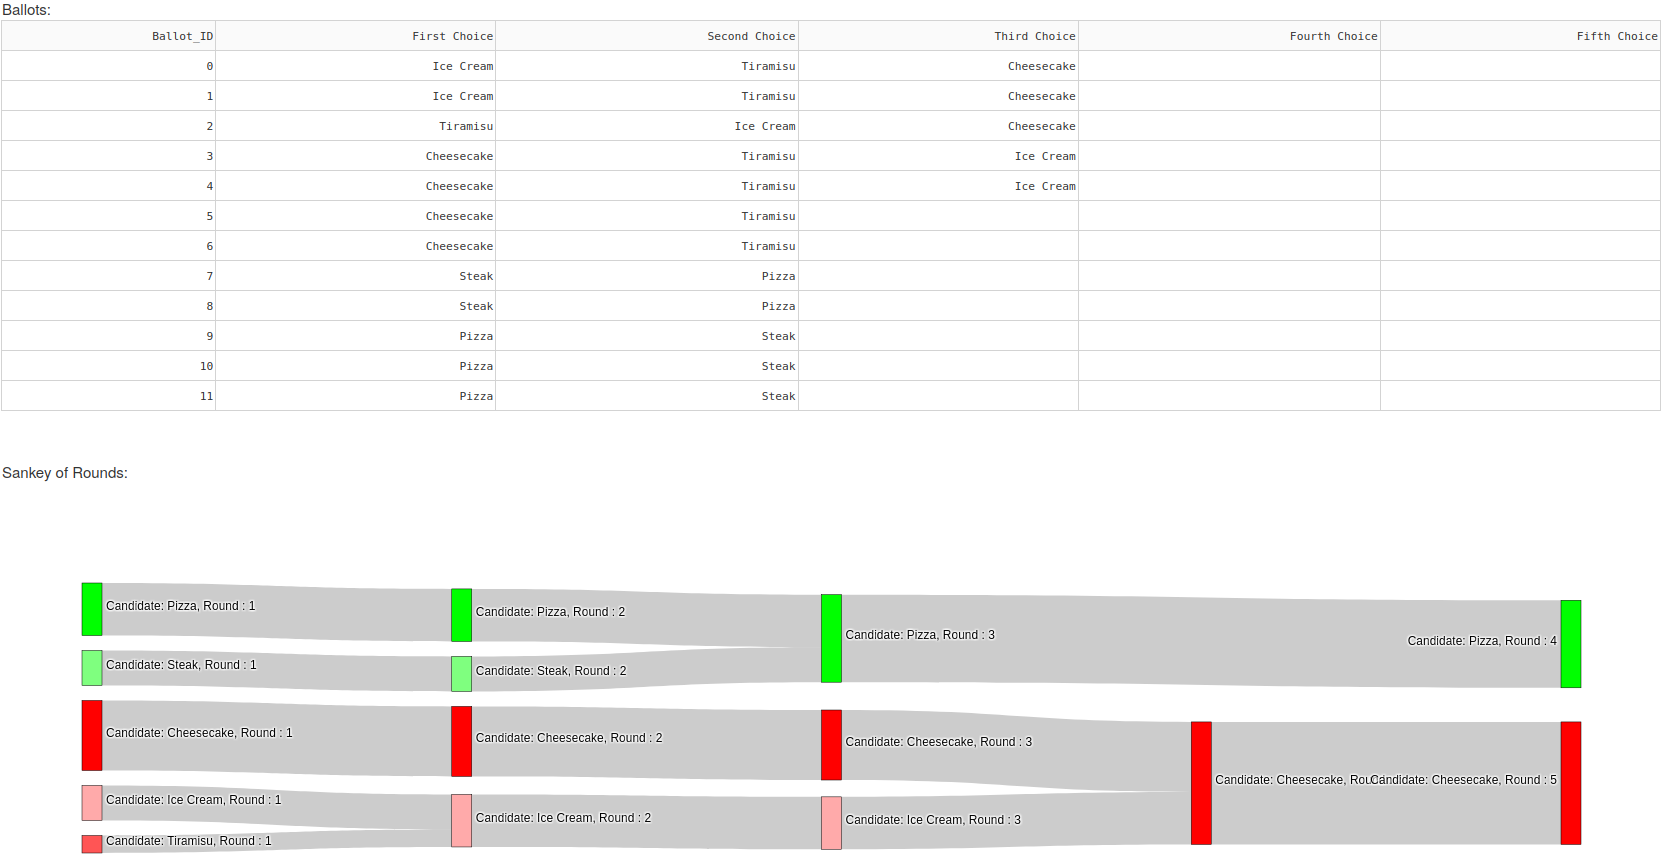 Ballots:
Ballot_ID First Choice Second Choice Third Choice Fourth Choice Fifth Choice
0 Ice Cream Tiramisu Cheesecake
1 Ice Cream Tiramisu Cheesecake
2 Tiramisu Ice Cream Cheesecake
3 Cheesecake Tiramisu Ice Cream
4 Cheesecake Tiramisu Ice Cream
5 Cheesecake Tiramisu
6 Cheesecake Tiramisu
7 Steak Pizza
8 Steak Pizza
9 Pizza Steak
10 Pizza Steak
11 Pizza Steak
Sankey of Rounds:
Candidate: Pizza, Round : 1
Candidate: Steak, Round : 1
Candidate: Cheesecake, Round : 1
Candidate: Ice Cream, Round : 1
Candidate: Tiramisu, Round : 1
Candidate: Pizza, Round : 2
Candidate: Steak, Round : 2
Candidate: Cheesecake, Round : 2
Candidate: Ice Cream, Round : 2
Candidate: Pizza, Round : 3
Candidate: Cheesecake, Round : 3
Candidate: Ice Cream, Round : 3
Candidate: Cheesecake,
Candidate: Pizza, Round : 4
Candidate: Cheesecake, Round : 5